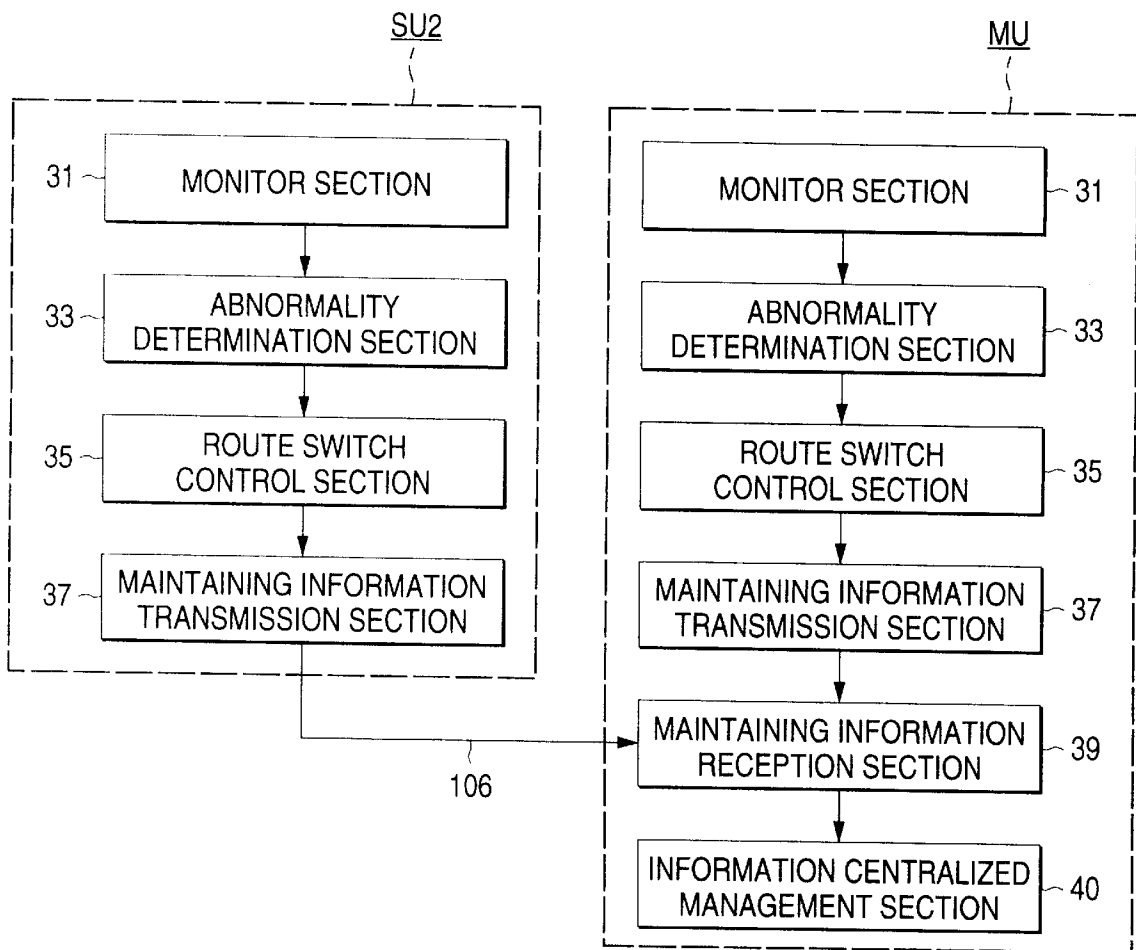 SU2
31
MONITOR SECTION
33
ABNORMALITY
DETERMINATION SECTION
35
ROUTE SWITCH
CONTROL SECTION
37
MAINTAINING INFORMATION
TRANSMISSION SECTION
106
MU
MONITOR SECTION
31
ABNORMALITY
DETERMINATION SECTION
33
ROUTE SWITCH
CONTROL SECTION
35
MAINTAINING INFORMATION
TRANSMISSION SECTION
37
MAINTAINING INFORMATION
RECEPTION SECTION
39
INFORMATION CENTRALIZED
MANAGEMENT SECTION
40